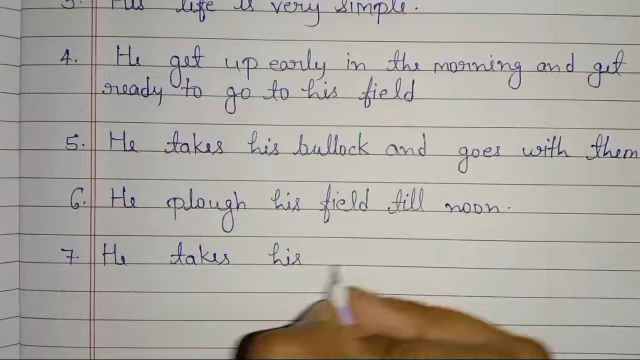 3. His life is very simple.
4. He get up early in the morning and get
ready to go to his field
5. He takes his bullock and goes with them
6. He plough his field till noon.
7. He takes his